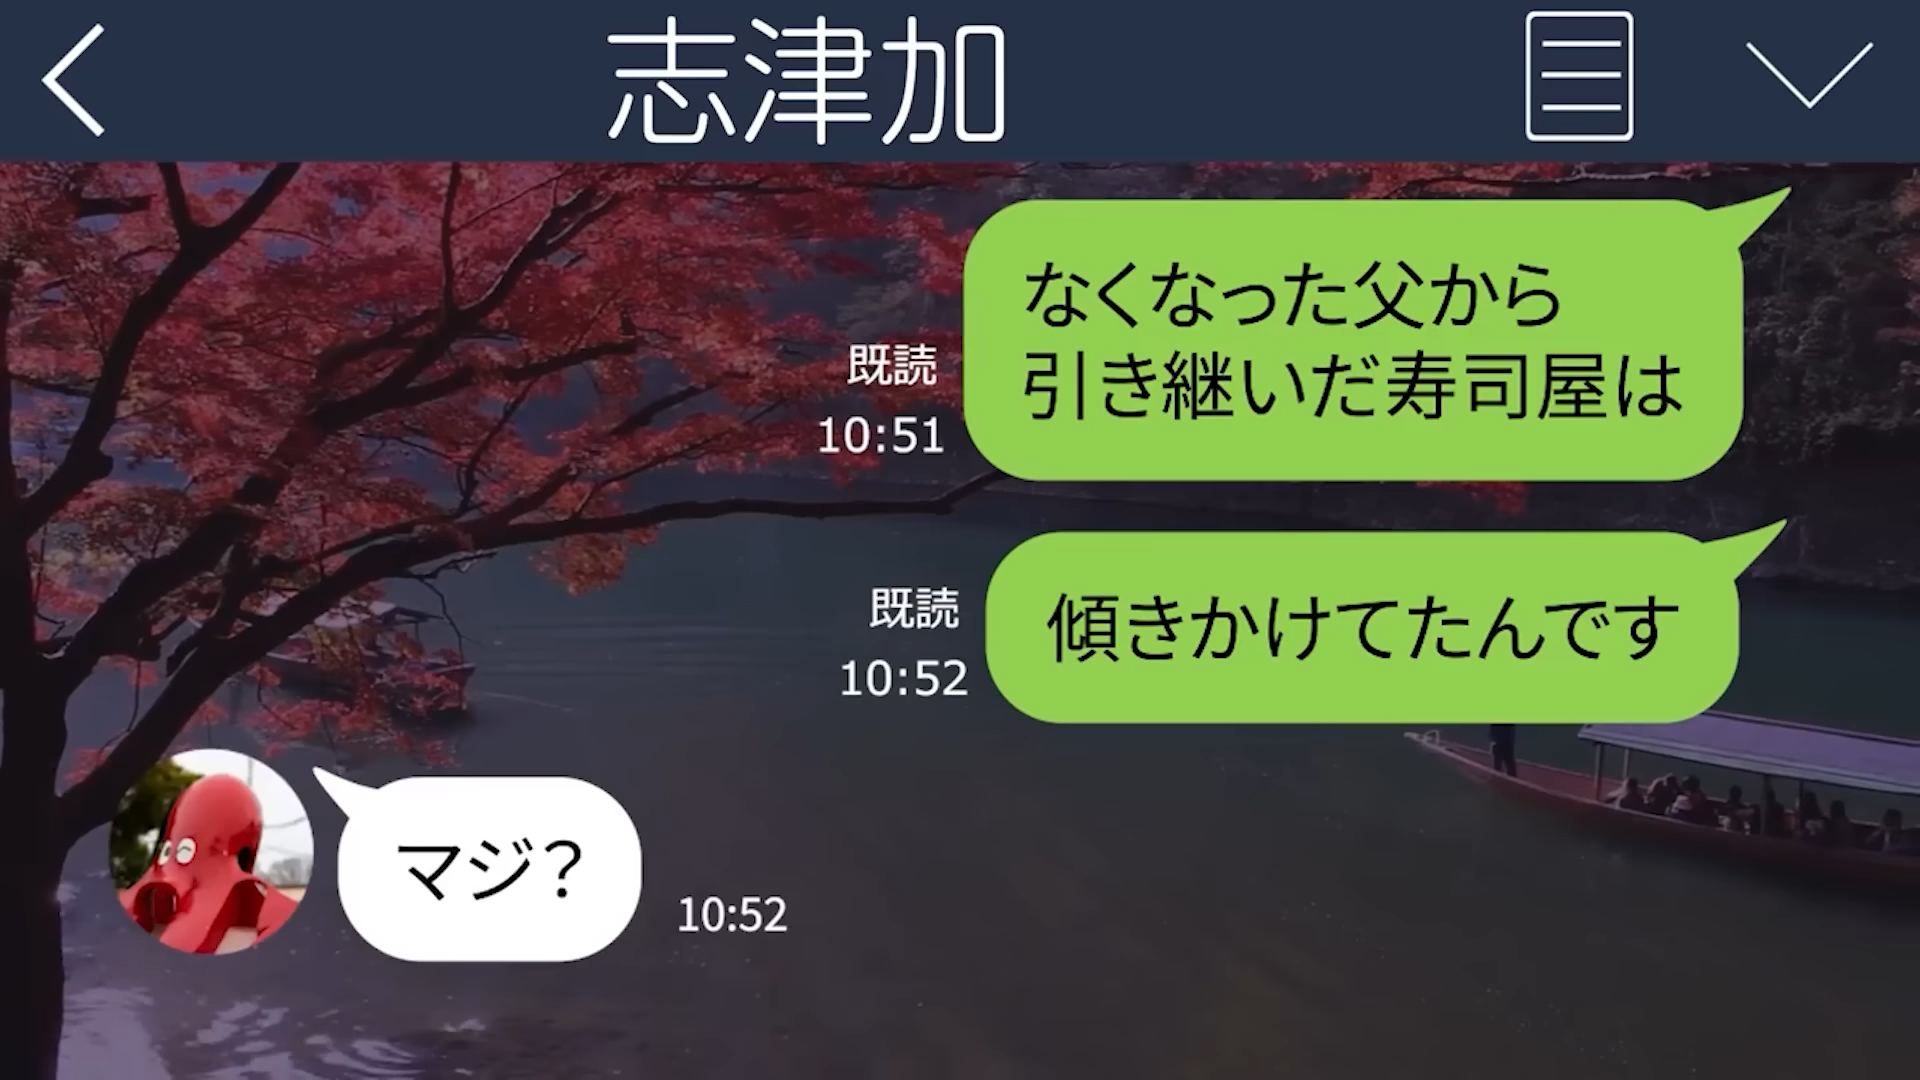 志津加
なくなった父から
引き継いだ寿司屋は
既読
10:51
傾きかけてたんです
既読
10:52
マジ?
10:52